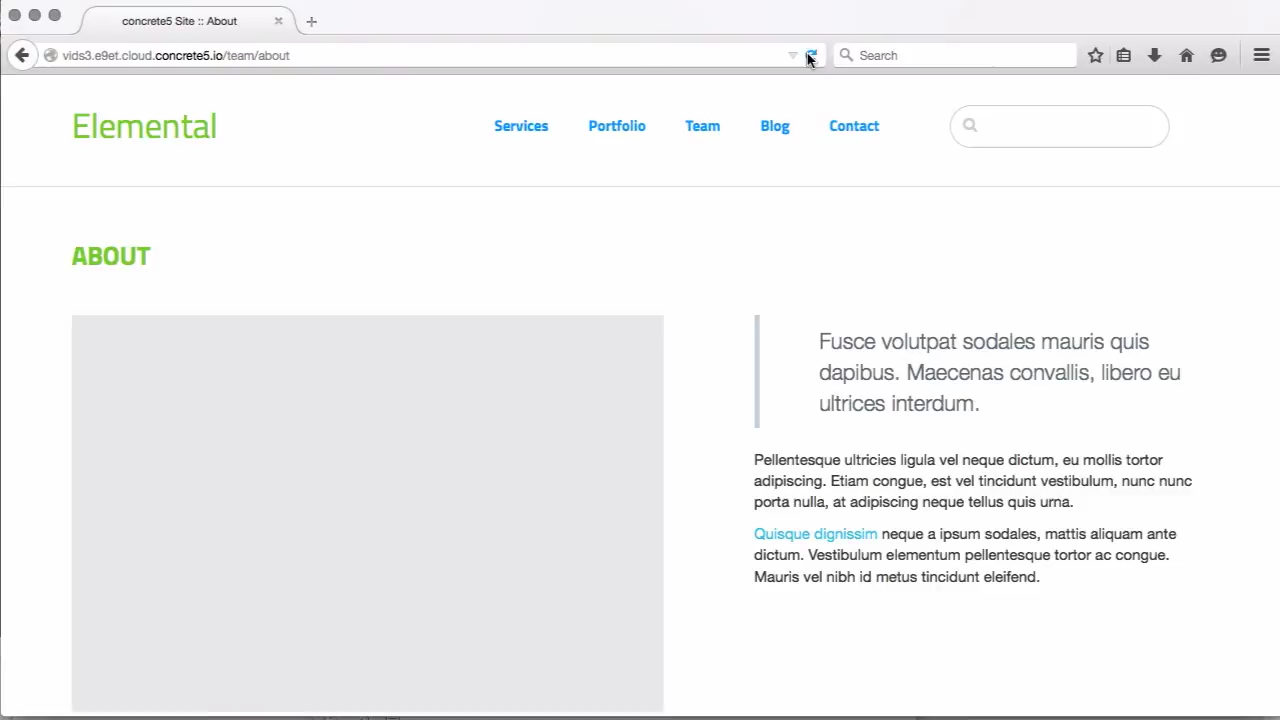 concrete5 Site :: About
vids3.e9et.cloud.concrete5.io/team/about
Search
Elemental
Services Portfolio Team Blog Contact
ABOUT
Fusce volutpat sodales mauris quis
dapibus. Maecenas convallis, libero eu
ultrices interdum.
Pellentesque ultricies ligula vel neque dictum, eu mollis tortor
adipiscing. Etiam congue, est vel tincidunt vestibulum, nunc nunc
porta nulla, at adipiscing neque tellus quis urna.
Quisque dignissim neque a ipsum sodales, mattis aliquam ante
dictum. Vestibulum elementum pellentesque tortor ac congue.
Mauris vel nibh id metus tincidunt eleifend.